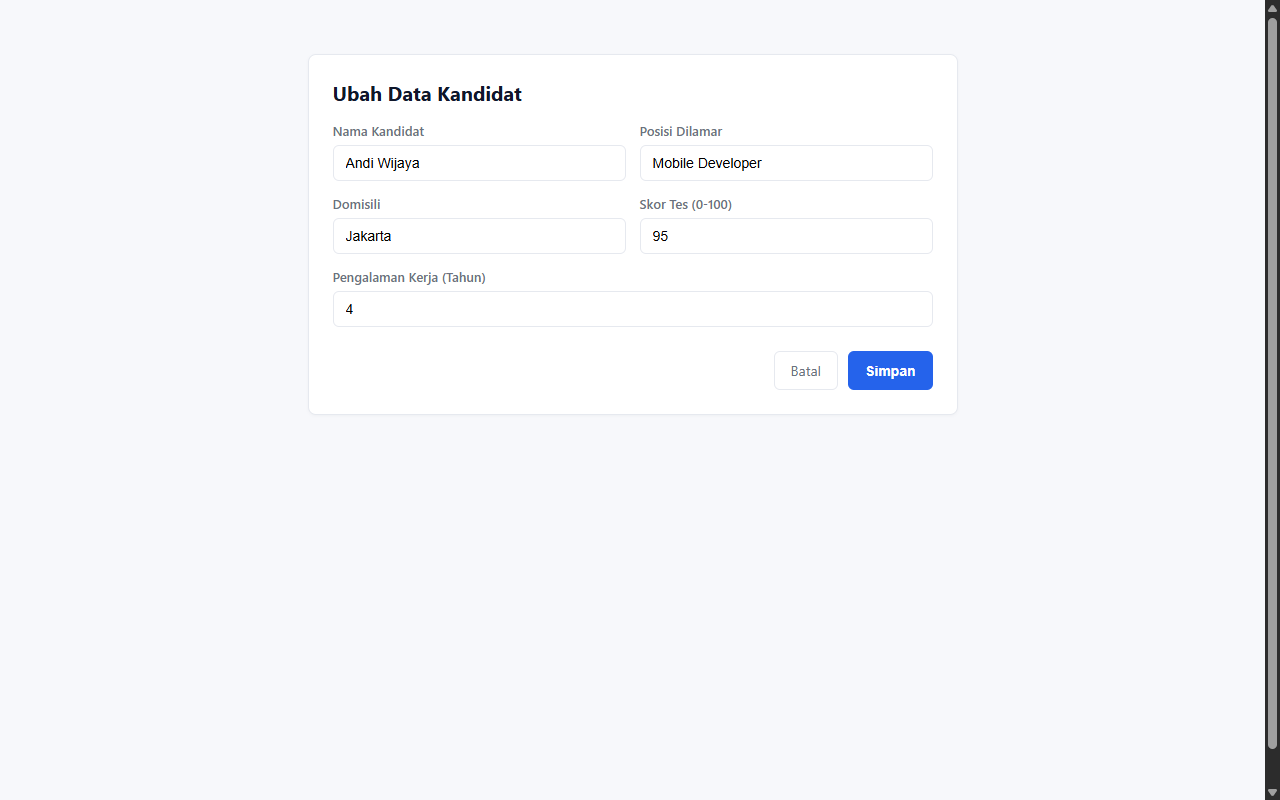 Ubah Data Kandidat
Nama Kandidat
Posisi Dilamar
Andi Wijaya
Mobile Developer
Domisili
Skor Tes (0-100)
Jakarta
95
Pengalaman Kerja (Tahun)
4
Batal
Simpan